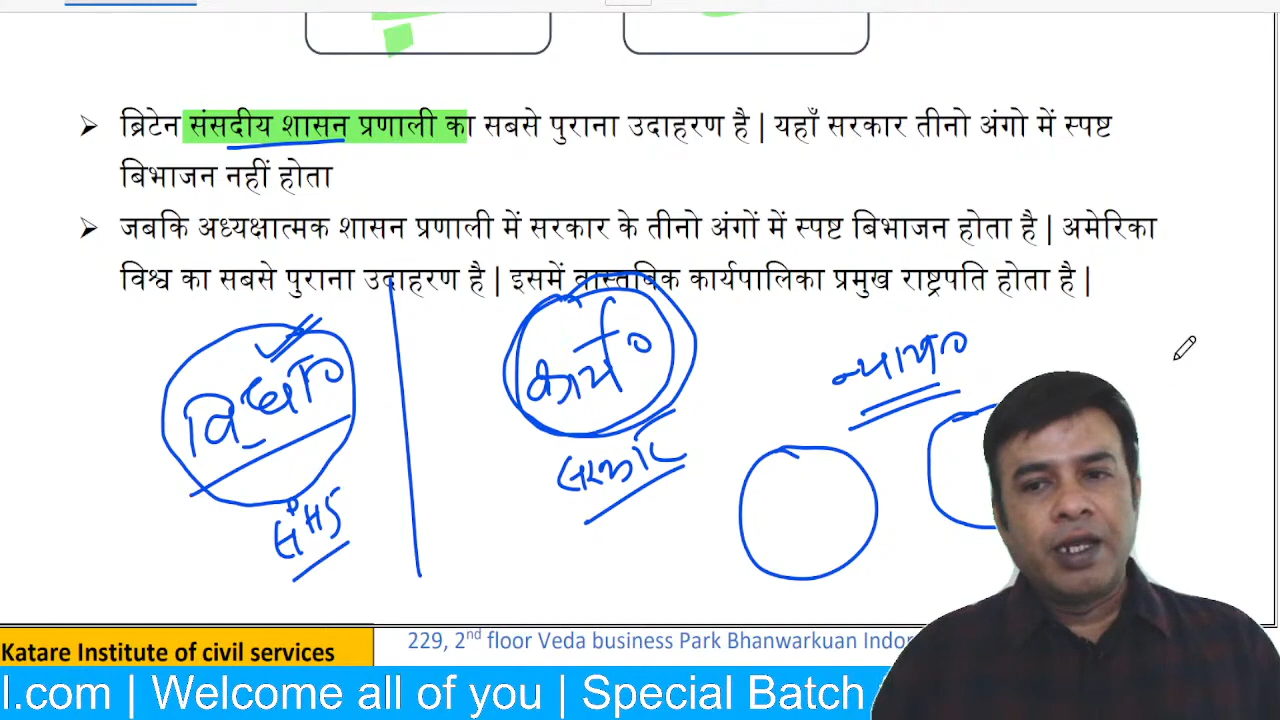 ब्रिटेन संसदीय शासन प्रणाली का सबसे पुराना उदाहरण है | यहाँ सरकार तीनो अंगो में स्पष्ट
बिभाजन नहीं होता
जबकि अध्यक्षात्मक शासन प्रणाली में सरकार के तीनो अंगों में स्पष्ट बिभाजन होता है | अमेरिका
विश्व का सबसे पुराना उदाहरण है | इसमें वास्तविक कार्यपालिका प्रमुख राष्ट्रपति होता है |
कार्य०
न्याय०
सरकार
Katare Institute of civil services
229, 2nd floor Veda business Park Bhanwarkuan Indo
l.com | Welcome all of you | Special Batch